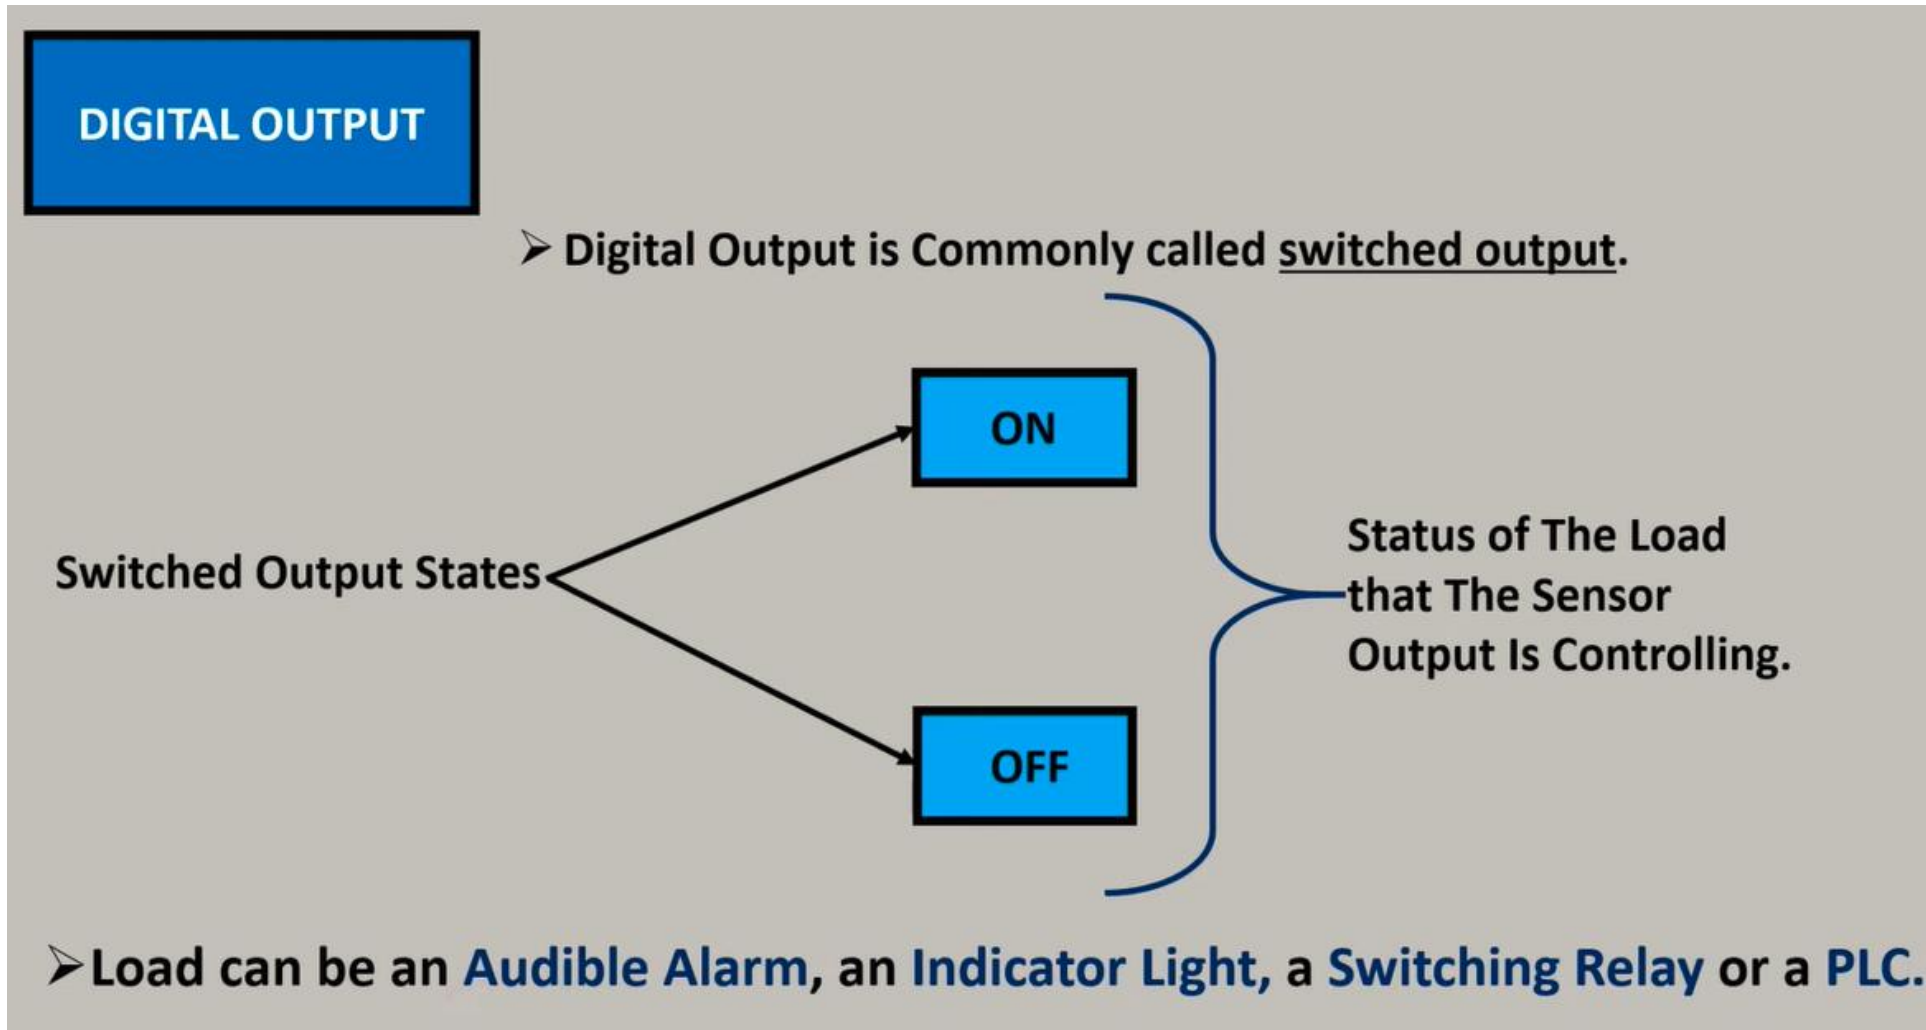 DIGITAL OUTPUT
➢ Digital Output is Commonly called switched output.
ON
Switched Output States
OFF
Status of The Load
that The Sensor
Output Is Controlling.
➢Load can be an Audible Alarm, an Indicator Light, a Switching Relay or a PLC.